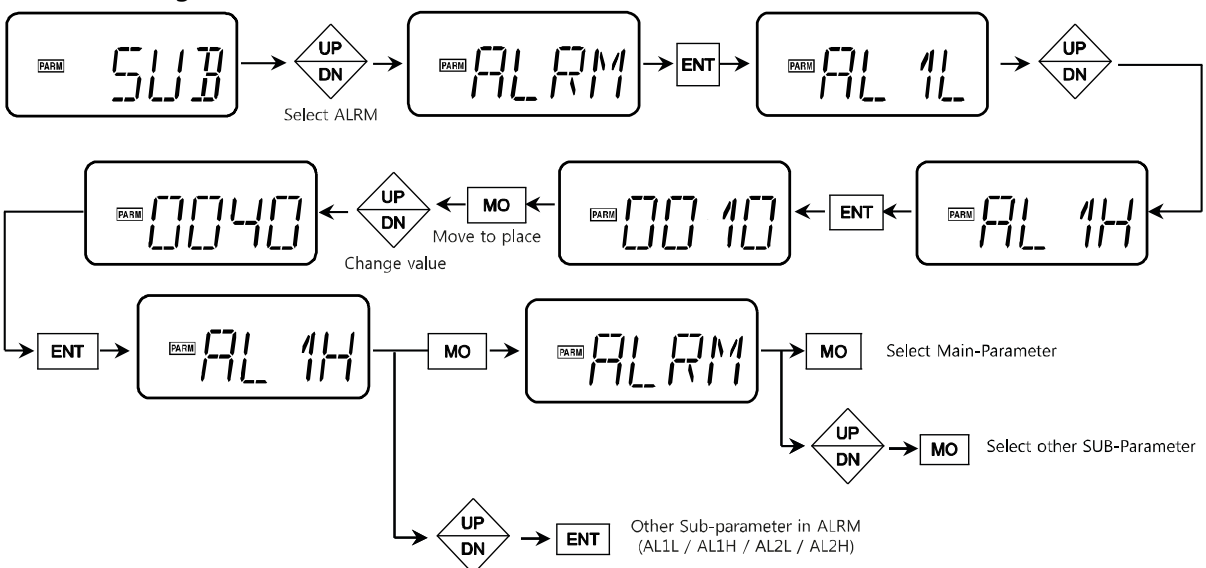 PARM SUB
UP
DN
Select ALRM
PARM ALRM
ENT
PARM AL 1L
UP
DN
PARM 0040
UP
DN
Change value
MO
Move to place
PARM 0010
ENT
PARM AL 1H
ENT
PARM AL 1H
MO
PARM ALRM
MO
Select Main-Parameter
UP
DN
MO
Select other SUB-Parameter
UP
DN
ENT
Other Sub-parameter in ALRM
(AL1L / AL1H / AL2L / AL2H)